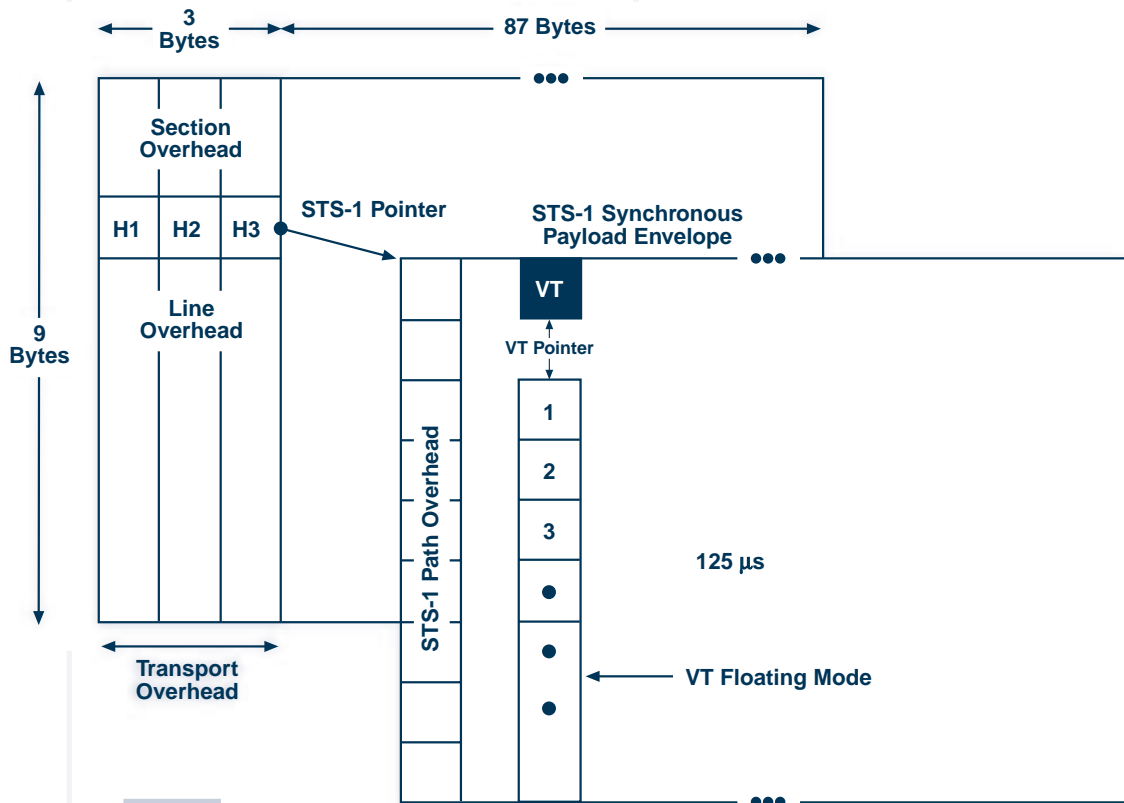 3
Bytes
87 Bytes
Section
Overhead
H1 H2 H3
STS-1 Pointer
STS-1 Synchronous
Payload Envelope
VT
VT Pointer
Line
Overhead
9
Bytes
1
2
3
STS-1 Path Overhead
125 µs
Transport
Overhead
VT Floating Mode